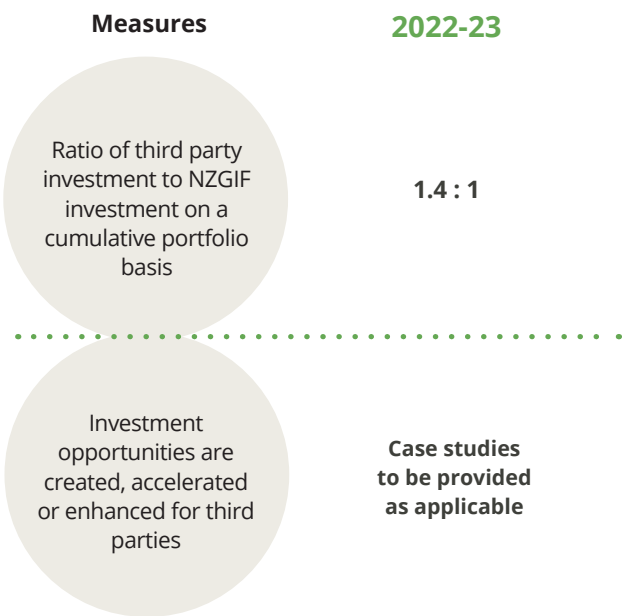 Measures
2022-23
Ratio of third party
investment to NZGIF
investment on a
cumulative portfolio
basis
1.4 : 1
Investment
opportunities are
created, accelerated
or enhanced for third
parties
Case studies
to be provided
as applicable